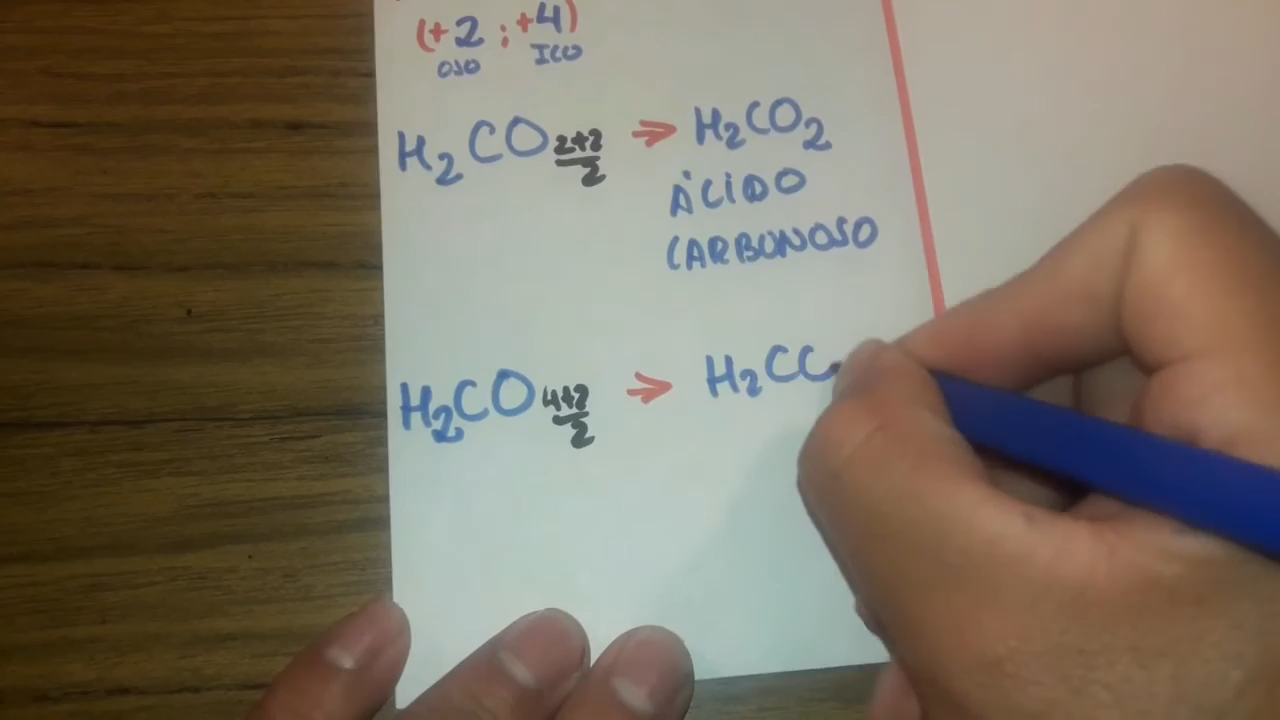 (+2 ; +4)
OSO ICO
H₂CO 2+2/2 → H₂CO₂
ÁCIDO
CARBONOSO
H₂CO 4+2/2 → H₂CC